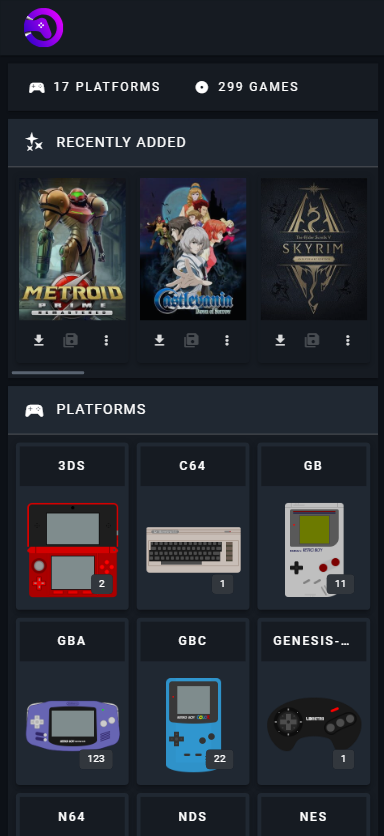 17 PLATFORMS 299 GAMES
RECENTLY ADDED
METROID
PRIME
REMASTERED
Castlevania
Dawn of Sorrow
The Elder Scrolls V
SKYRIM
PLATFORMS
3DS C64 GB
2 1 11
GBA GBC GENESIS-...
123 22 1
N64 NDS NES